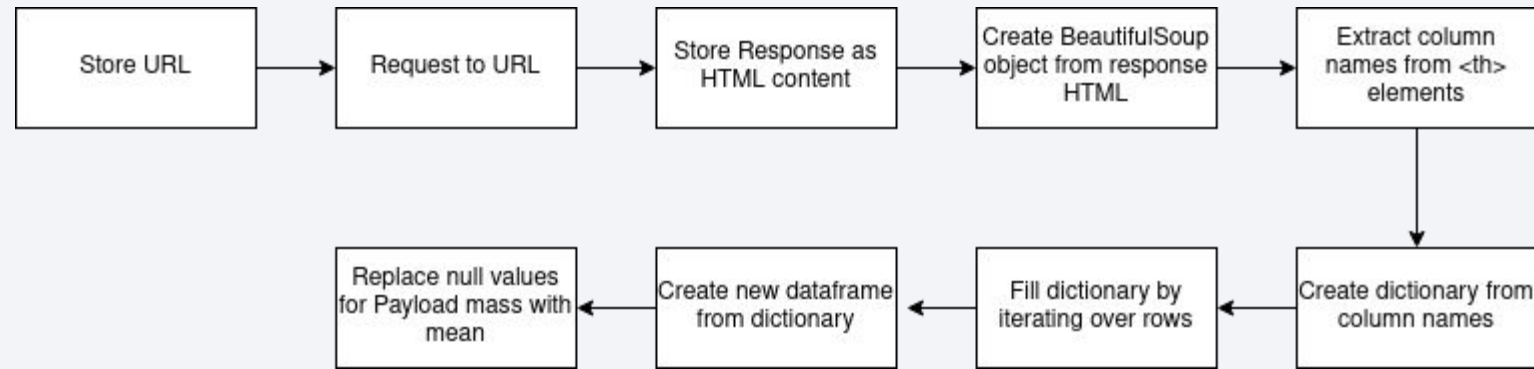 Store URL
Request to URL
Store Response as
HTML content
Create BeautifulSoup
object from response
HTML
Extract column
names from <th>
elements
Create dictionary from
column names
Fill dictionary by
iterating over rows
Create new dataframe
from dictionary
Replace null values
for Payload mass with
mean